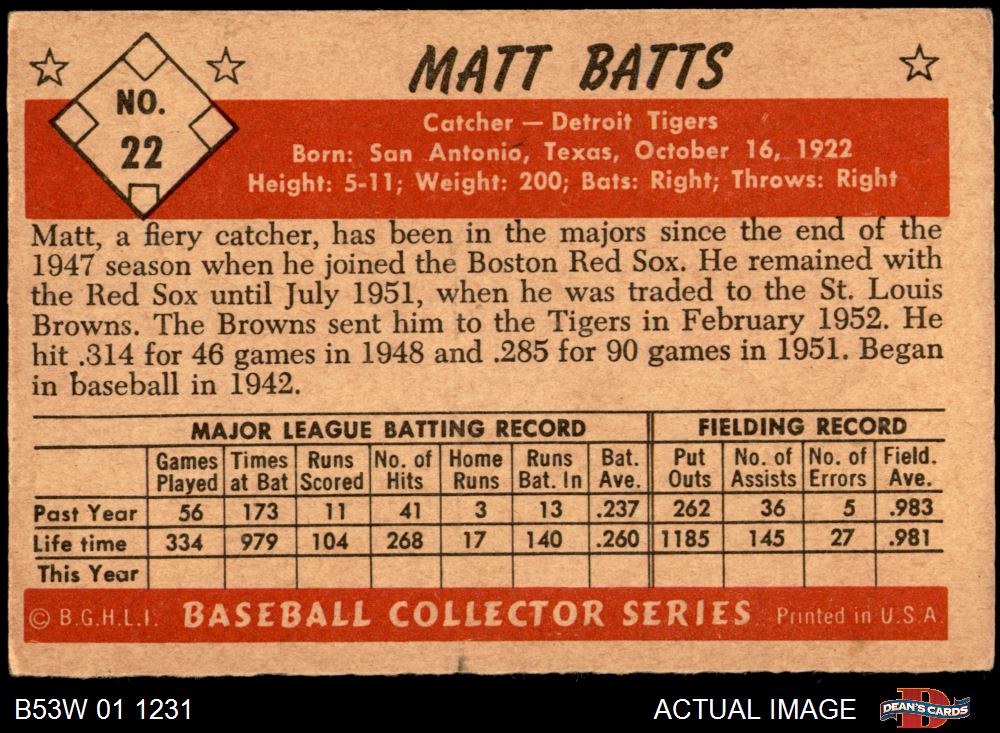 MATT BATTS
NO.
22
Catcher — Detroit Tigers
Born: San Antonio, Texas, October 16, 1922
Height: 5-11; Weight: 200; Bats: Right; Throws: Right
Matt, a fiery catcher, has been in the majors since the end of the
1947 season when he joined the Boston Red Sox. He remained with
the Red Sox until July 1951, when he was traded to the St. Louis
Browns. The Browns sent him to the Tigers in February 1952. He
hit .314 for 46 games in 1948 and .285 for 90 games in 1951. Began
in baseball in 1942.
MAJOR LEAGUE BATTING RECORD FIELDING RECORD
Games Times Runs No. of Home Runs Bat. Put No. of No. of Field.
Played at Bat Scored Hits Runs Bat. In Ave. Outs Assists Errors Ave.
Past Year 56 173 11 41 3 13 .237 262 36 5 .983
Life time 334 979 104 268 17 140 .260 1185 145 27 .981
This Year
© B.G.H.L.I. BASEBALL COLLECTOR SERIES Printed in U.S.A.
B53W 01 1231 ACTUAL IMAGE DEAN'S CARDS